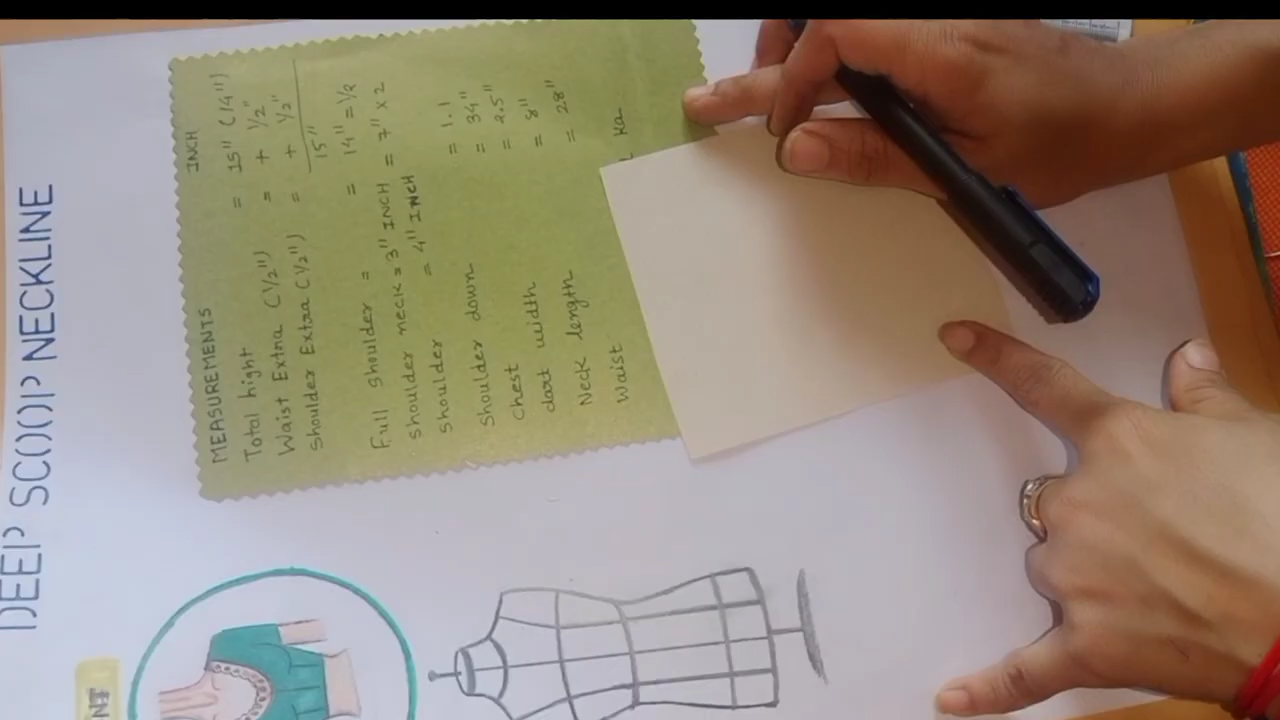 DEEP SCOOP NECKLINE
MEASUREMENTS INCH
Total hight = 15" (14")
Waist Extra (1/2") = + 1/2"
Shoulder Extra (1/2") = + 1/2"
15"
Full shoulder = = 14" = 1/2
shoulder neck = 3" INCH = 7" x 2
shoulder = 4" INCH
Shoulder down = 1.1
Chest = 34"
dart width = 2.5"
Neck length = 8"
Waist = 28"
ka